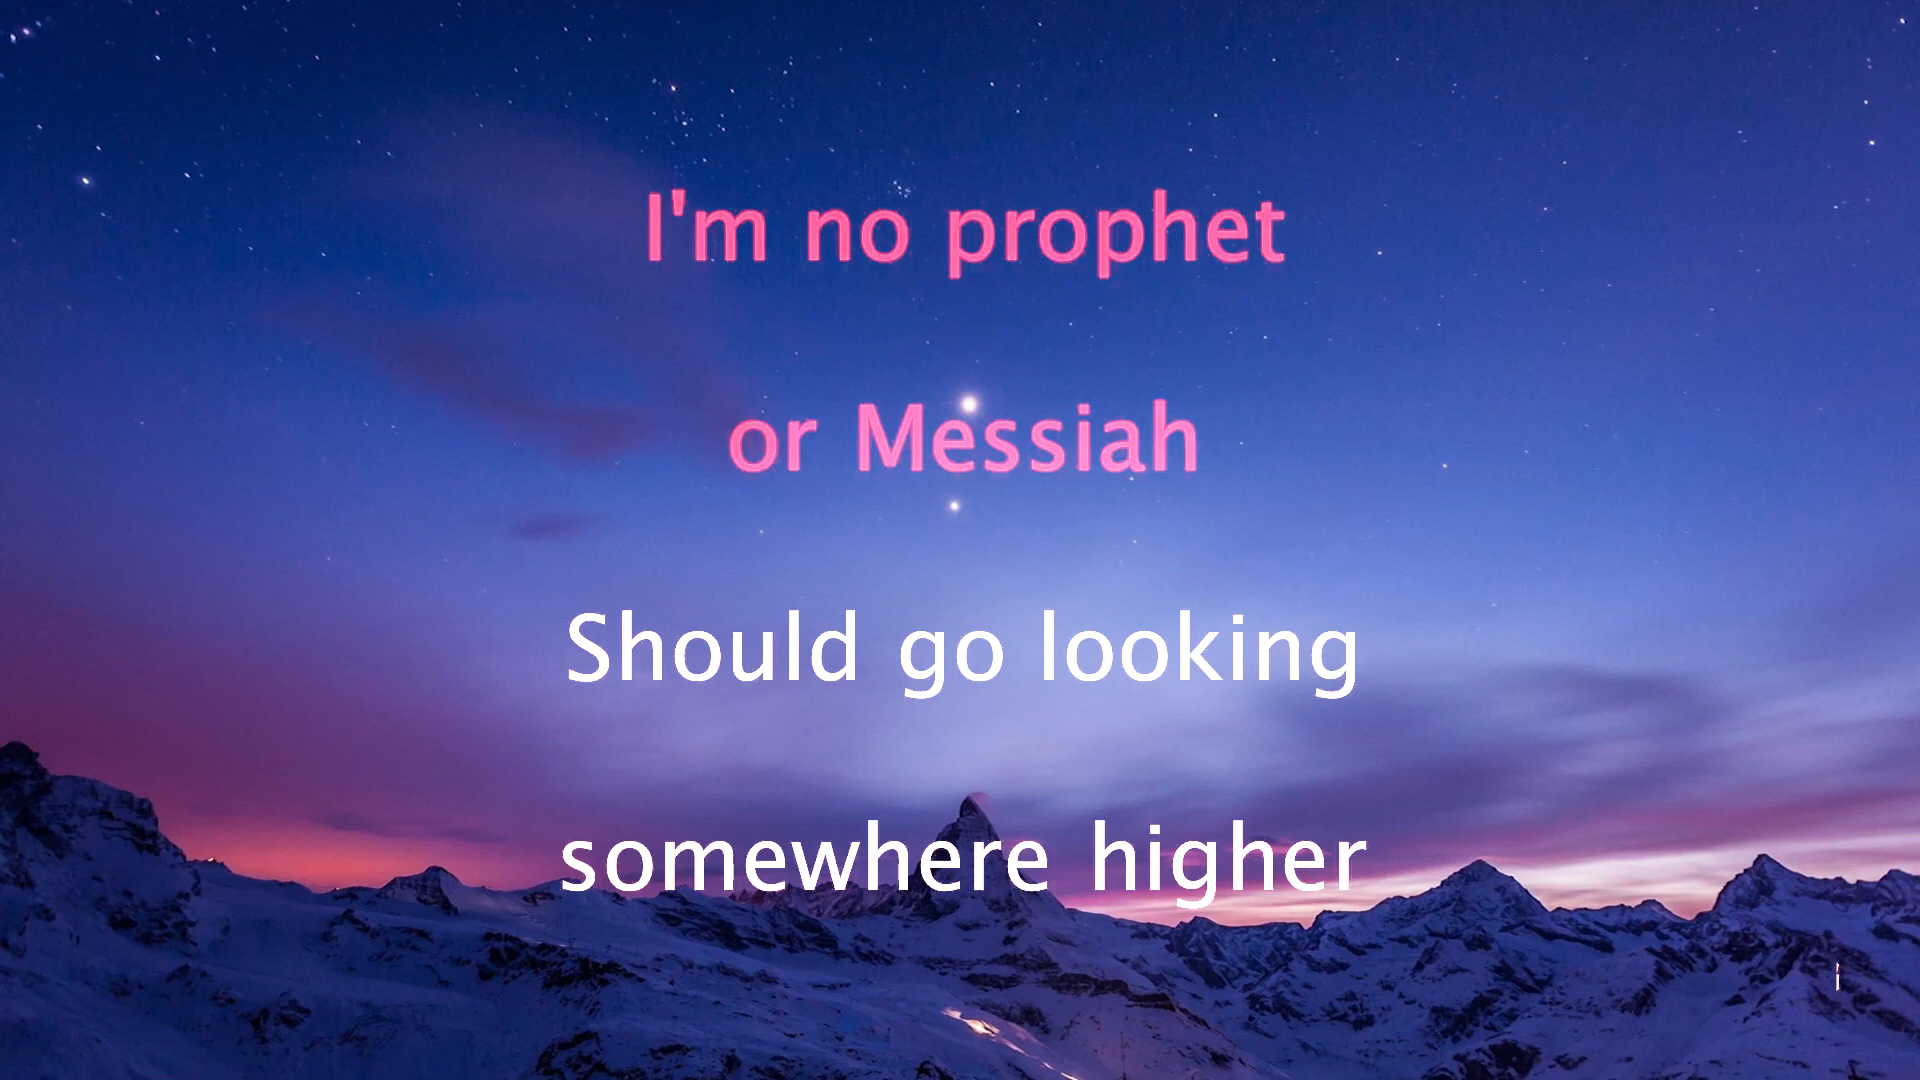 I'm no prophet
or Messiah
Should go looking
somewhere higher